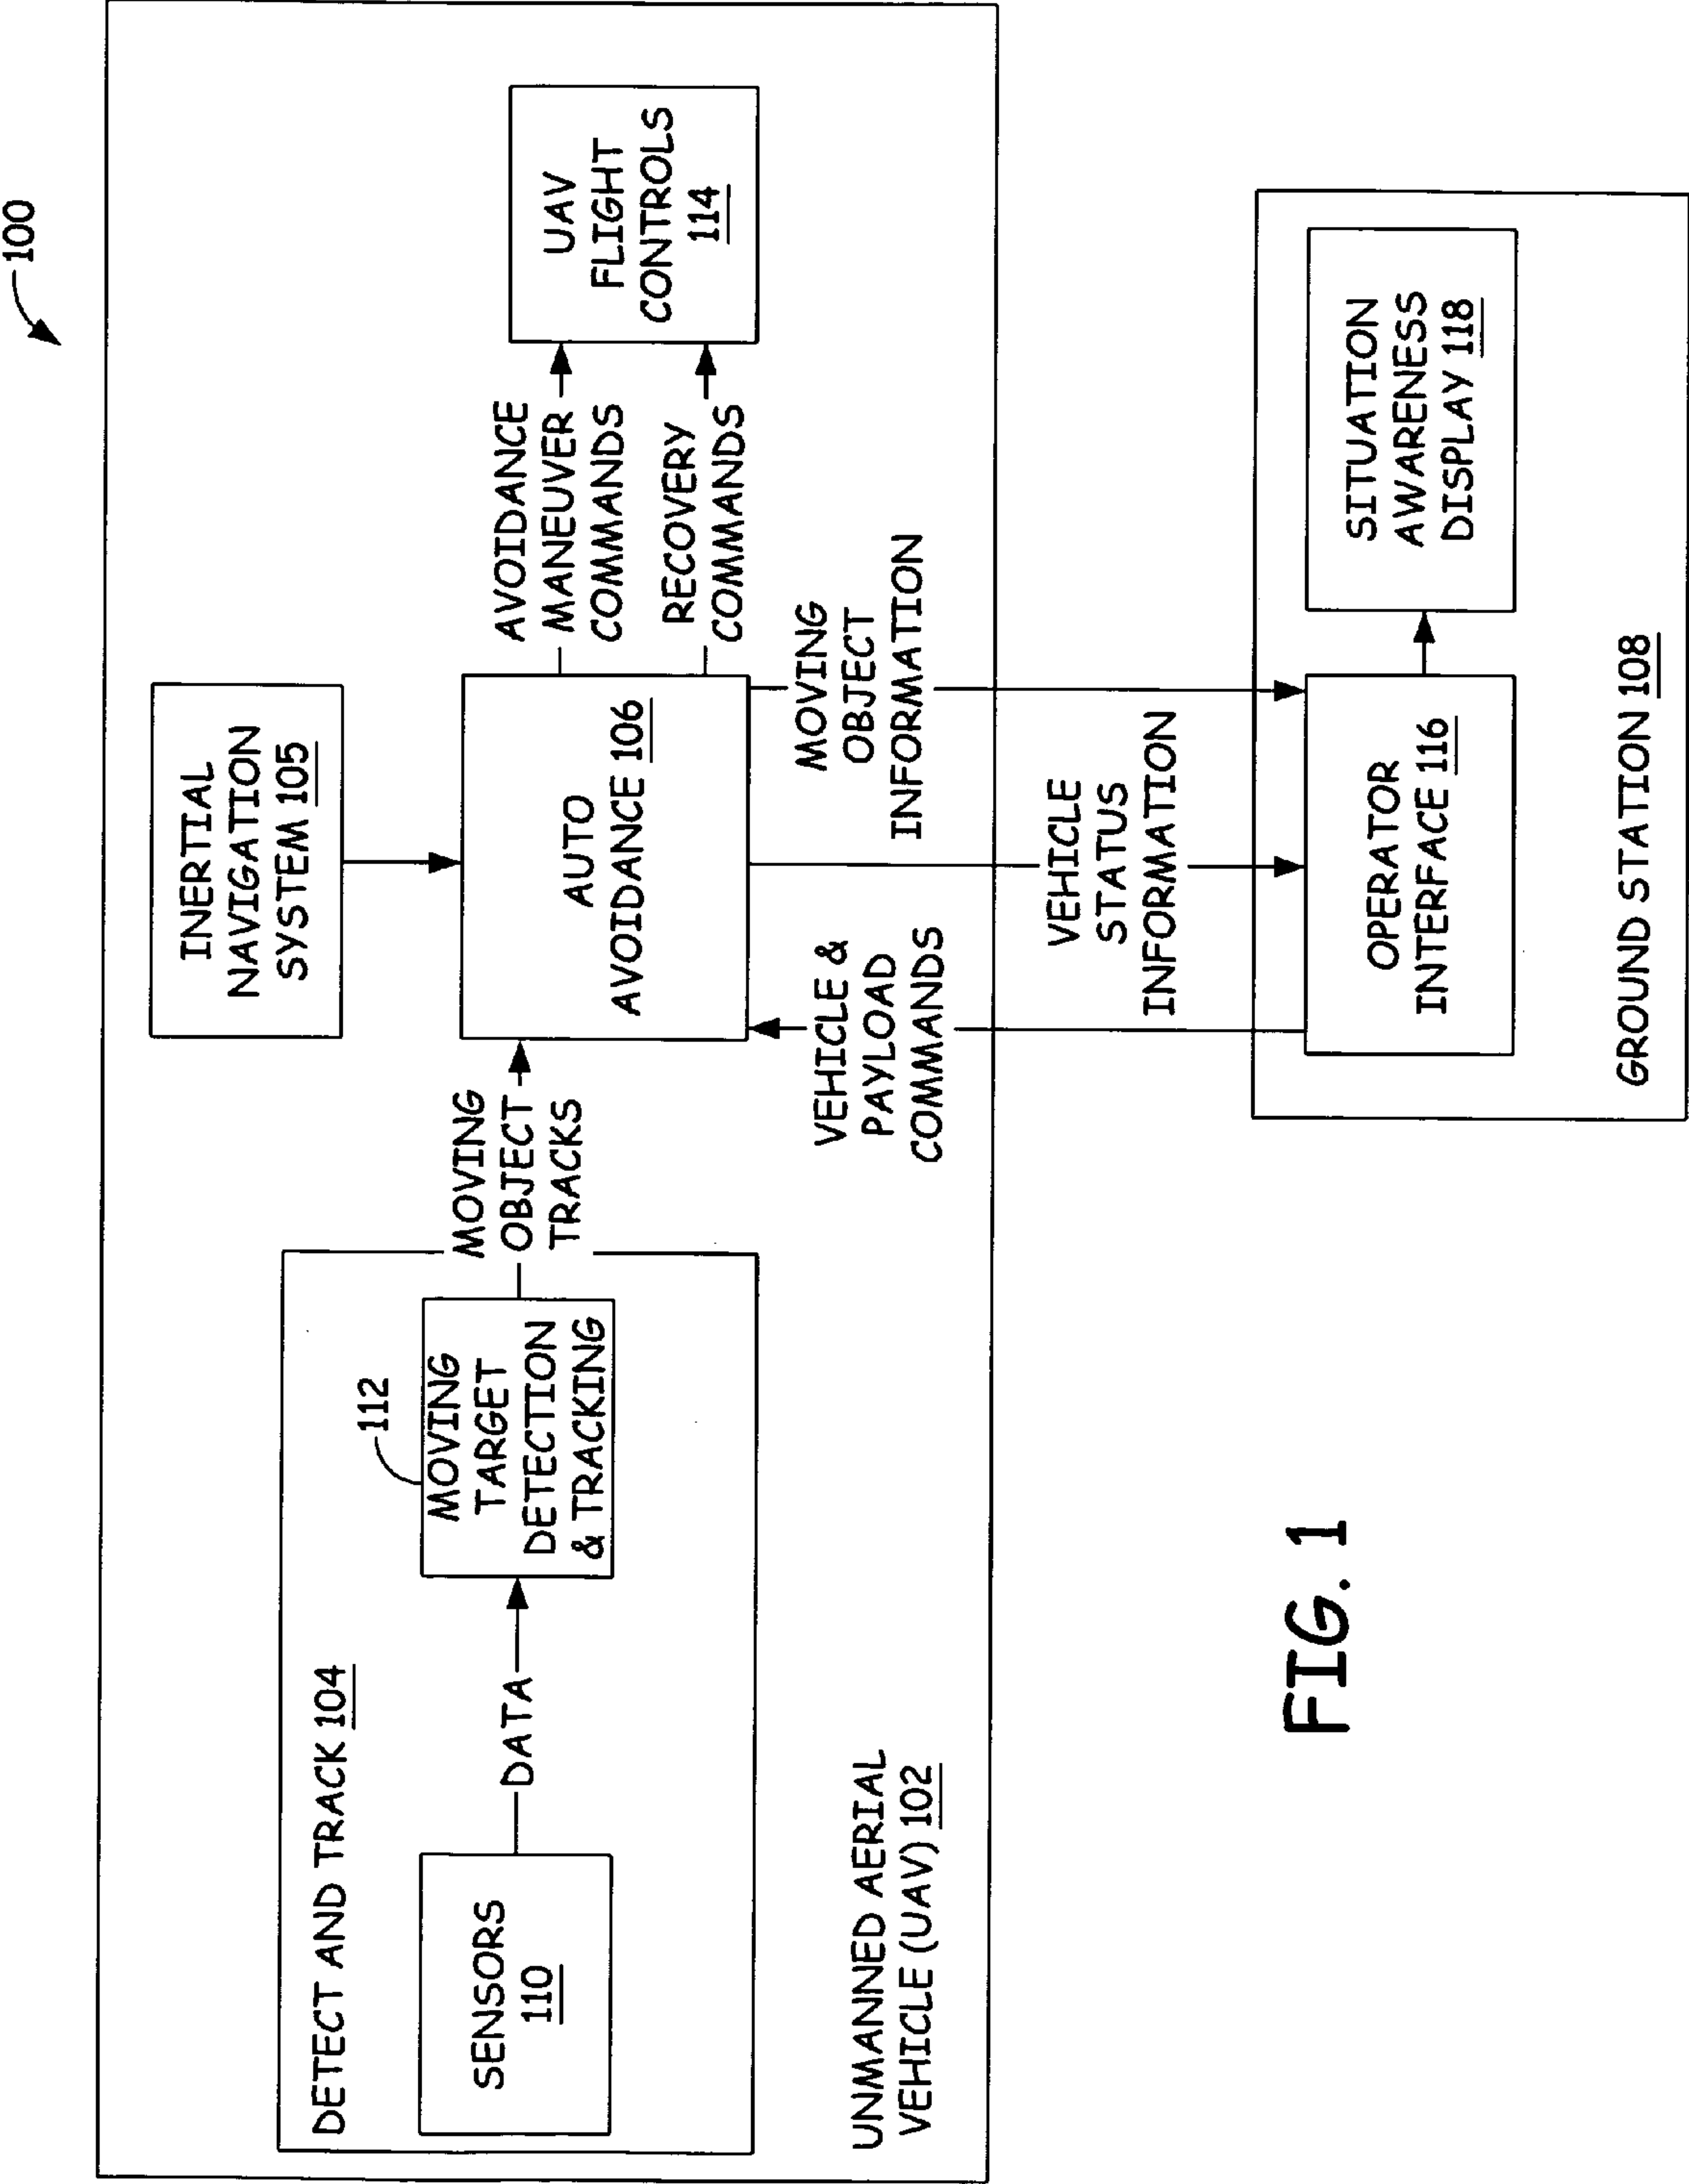 100
INERTIAL
NAVIGATION
SYSTEM 105
DETECT AND TRACK 104
112
SENSORS
110
DATA
MOVING
TARGET
DETECTION
& TRACKING
MOVING
OBJECT
TRACKS
AUTO
AVOIDANCE 106
AVOIDANCE
MANEUVER
COMMANDS
RECOVERY
COMMANDS
UAV
FLIGHT
CONTROLS
114
VEHICLE &
PAYLOAD
COMMANDS
MOVING
OBJECT
INFORMATION
UNMANNED AERIAL
VEHICLE (UAV) 102
VEHICLE
STATUS
INFORMATION
OPERATOR
INTERFACE 116
SITUATION
AWARENESS
DISPLAY 118
GROUND STATION 108
FIG. 1